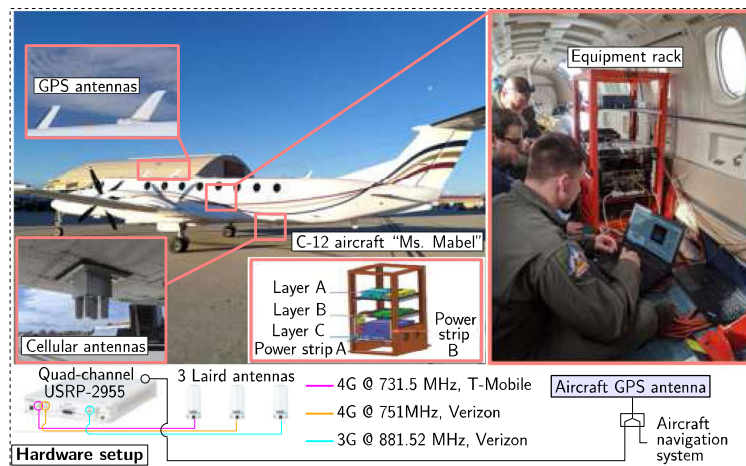 GPS antennas
Equipment rack
C-12 aircraft “Ms. Mabel”
Cellular antennas
Layer A
Layer B
Layer C
Power strip A
Power
strip
B
Quad-channel
USRP-2955
3 Laird antennas
4G @ 731.5 MHz, T-Mobile
4G @ 751MHz, Verizon
3G @ 881.52 MHz, Verizon
Aircraft GPS antenna
Aircraft
navigation
system
Hardware setup